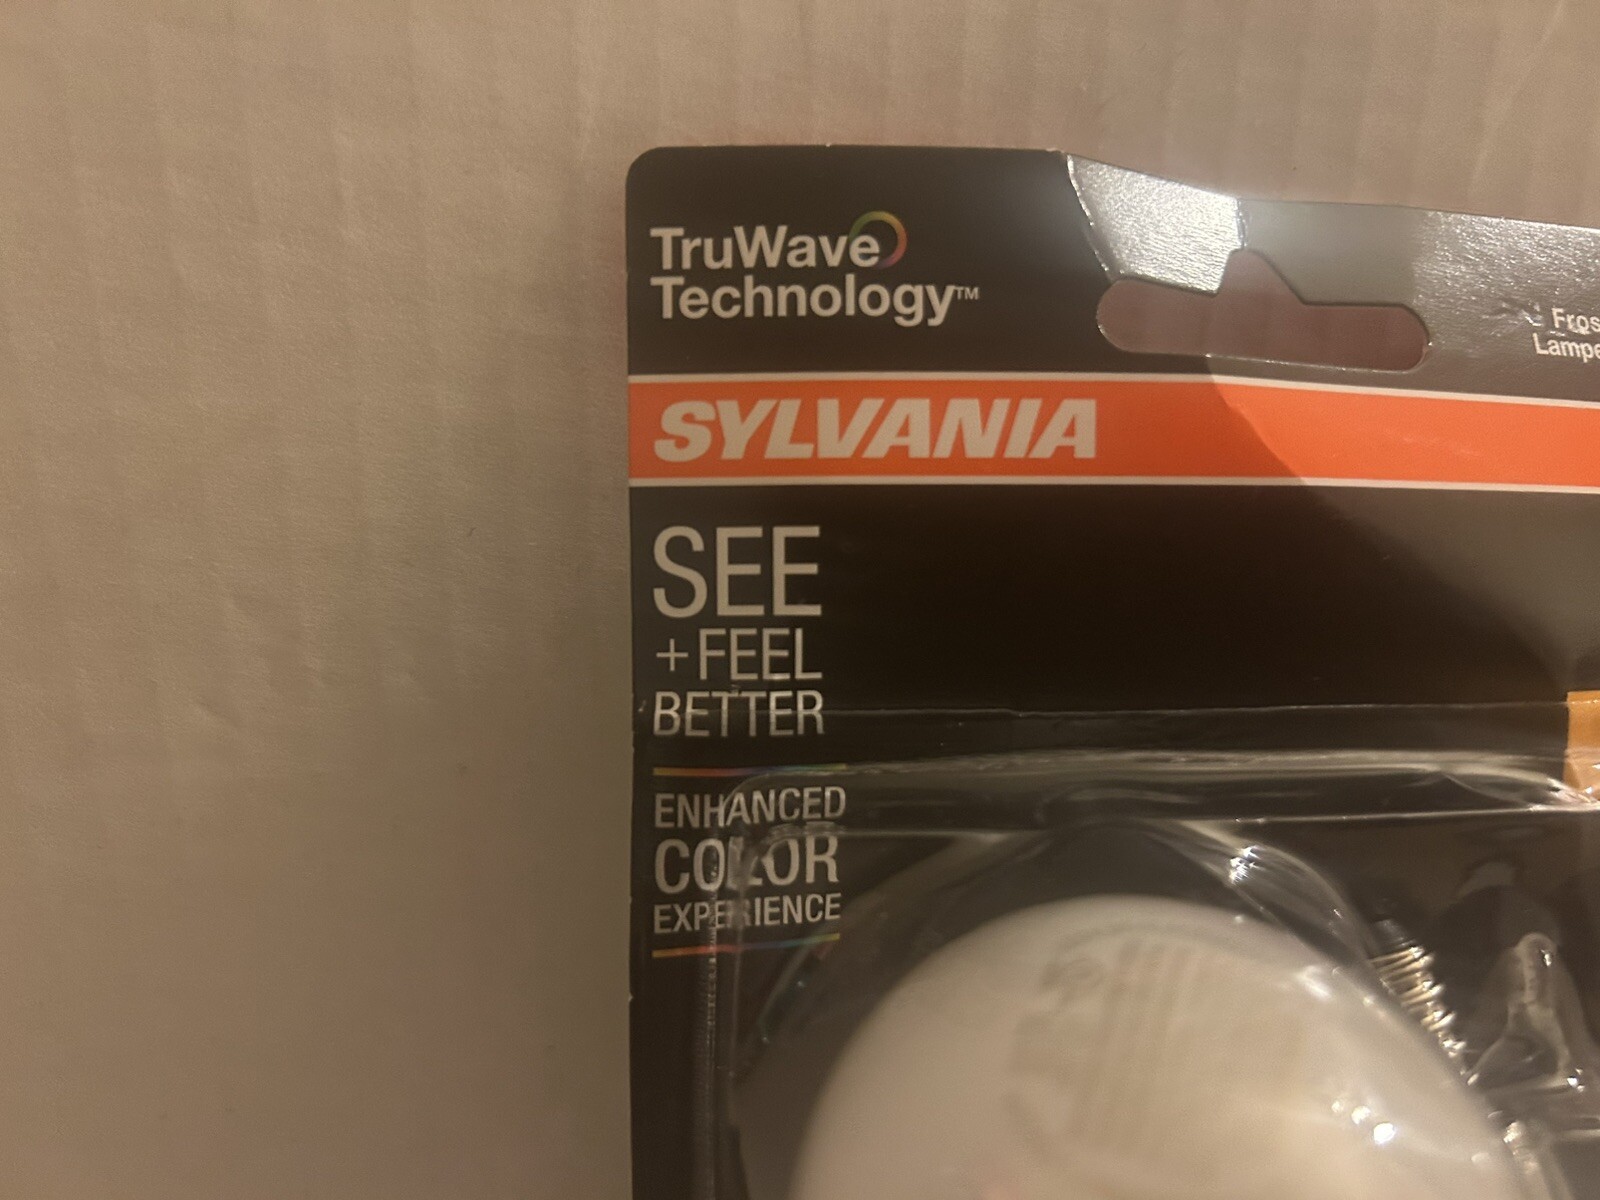 TruWave
Technology™
SYLVANIA
SEE
+FEEL
BETTER
ENHANCED
COLOR
EXPERIENCE